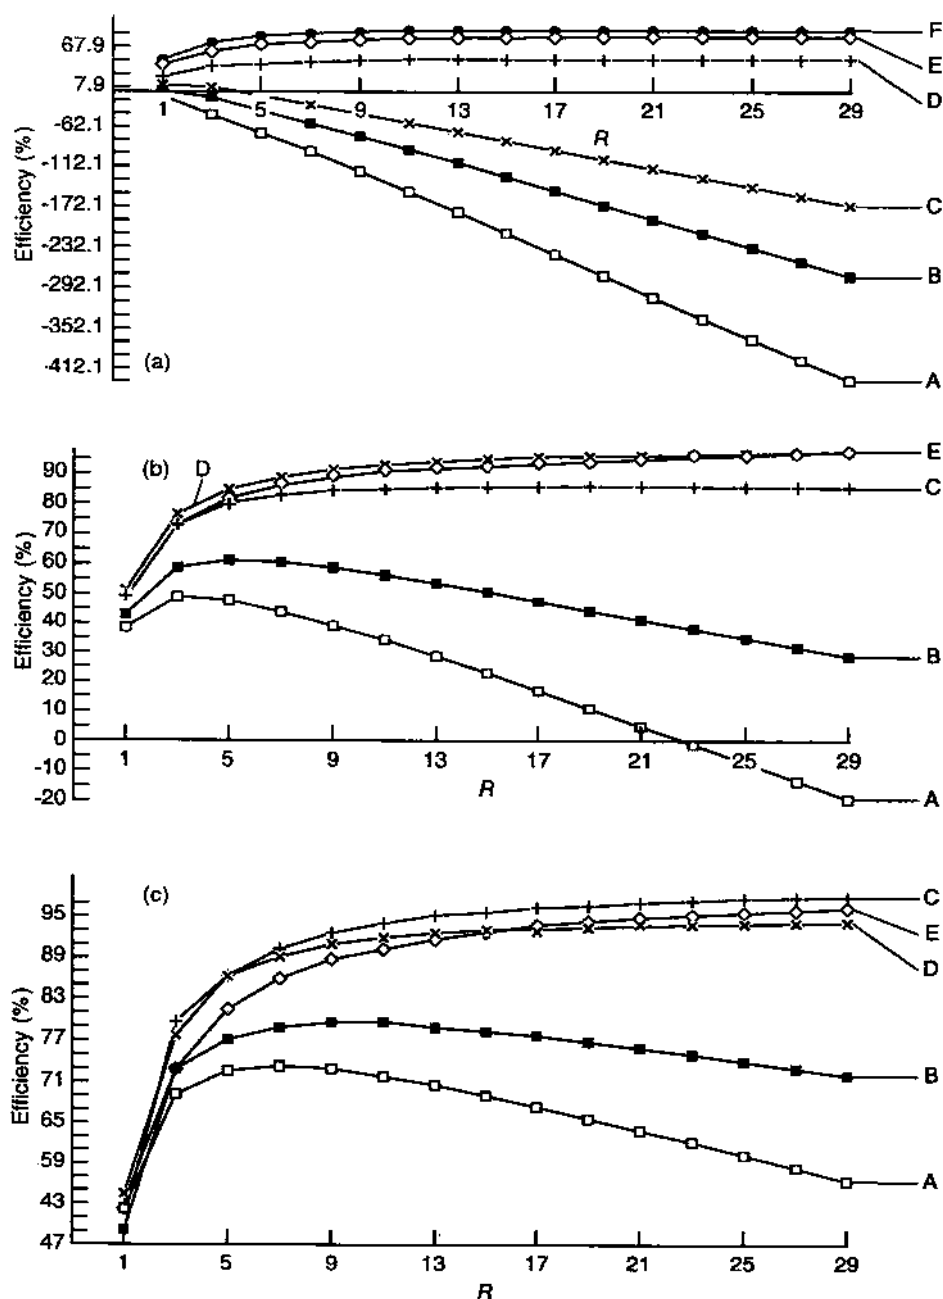 F
67.9
E
7.9
D
1 5 9 13 17 21 25 29
-62.1
R
-112.1
-172.1
C
-232.1
B
-292.1
-352.1
-412.1
(a)
A
Efficiency (%)
90
(b)
D
E
80
C
70
60
50
40
30
B
20
10
0
1 5 9 13 17 21 25 29
-10
R
-20
A
Efficiency (%)
(c)
C
95
E
89
D
83
77
71
B
65
59
A
43
47
1 5 9 13 17 21 25 29
R
Efficiency (%)